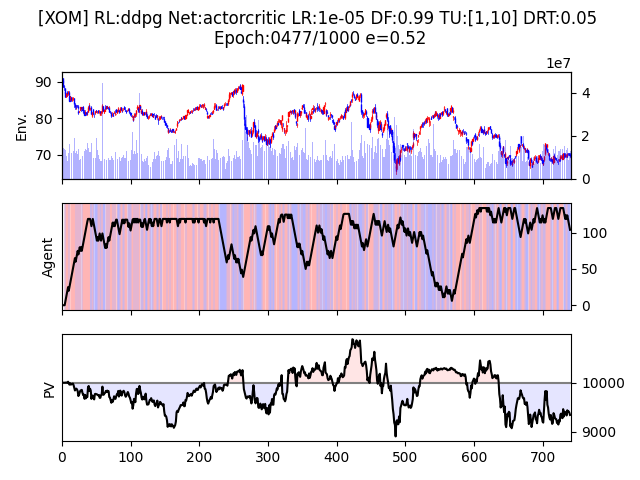 [XOM] RL:ddpg Net:actorcritic LR:1e-05 DF:0.99 TU:[1,10] DRT:0.05
Epoch:0477/1000 e=0.52
1e7
Env.
90
80
70
4
2
0
Agent
100
50
0
PV
10000
9000
0 100 200 300 400 500 600 700